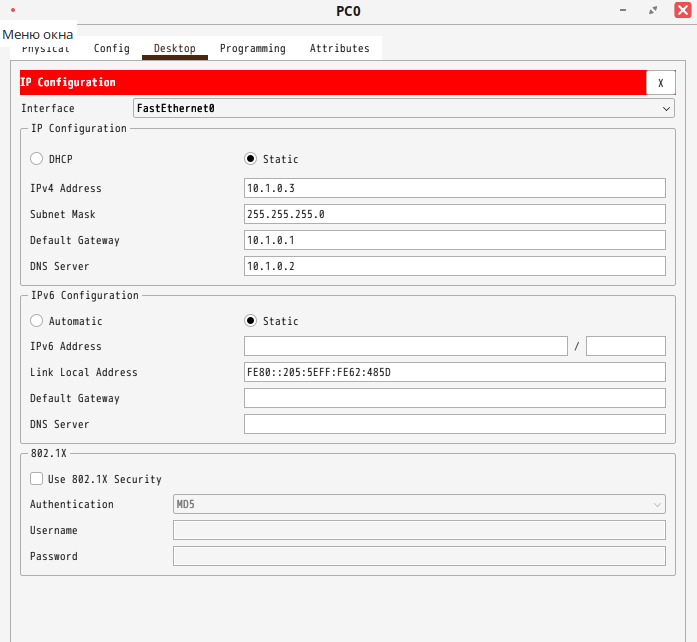 PC0
Меню окна
Physical Config Desktop Programming Attributes
IP Configuration X
Interface FastEthernet0
IP Configuration
DHCP Static
IPv4 Address 10.1.0.3
Subnet Mask 255.255.255.0
Default Gateway 10.1.0.1
DNS Server 10.1.0.2
IPv6 Configuration
Automatic Static
IPv6 Address /
Link Local Address FE80::205:5EFF:FE62:485D
Default Gateway
DNS Server
802.1X
Use 802.1X Security
Authentication MD5
Username
Password